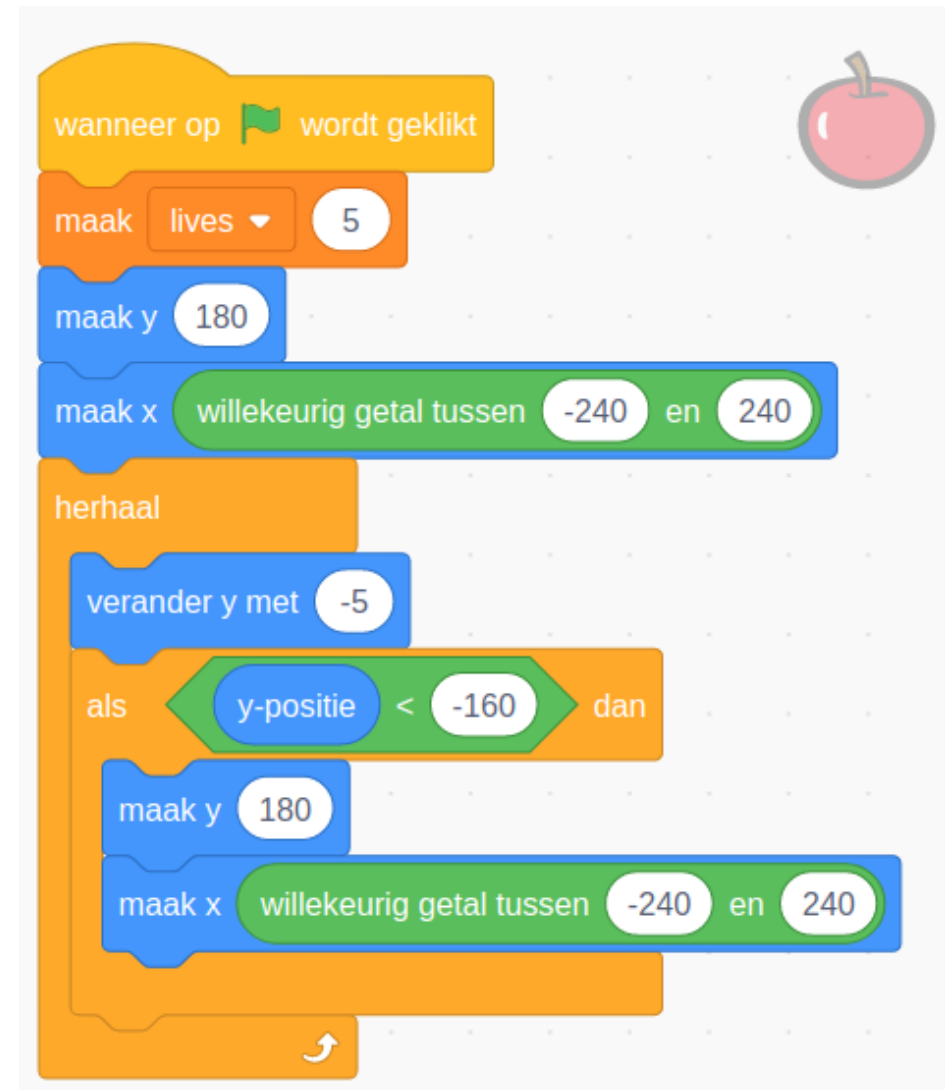 wanneer op wordt geklikt
maak lives 5
maak y 180
maak x willekeurig getal tussen -240 en 240
herhaal
verander y met -5
als y-positie < -160 dan
maak y 180
maak x willekeurig getal tussen -240 en 240